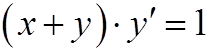 (x + y) · y′ = 1